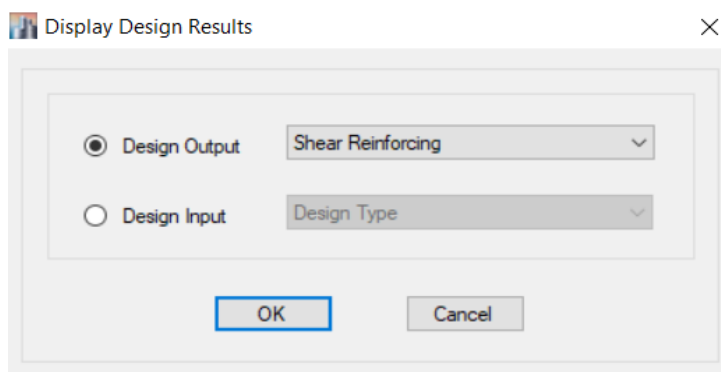 Display Design Results
Design Output Shear Reinforcing
Design Input Design Type
OK Cancel